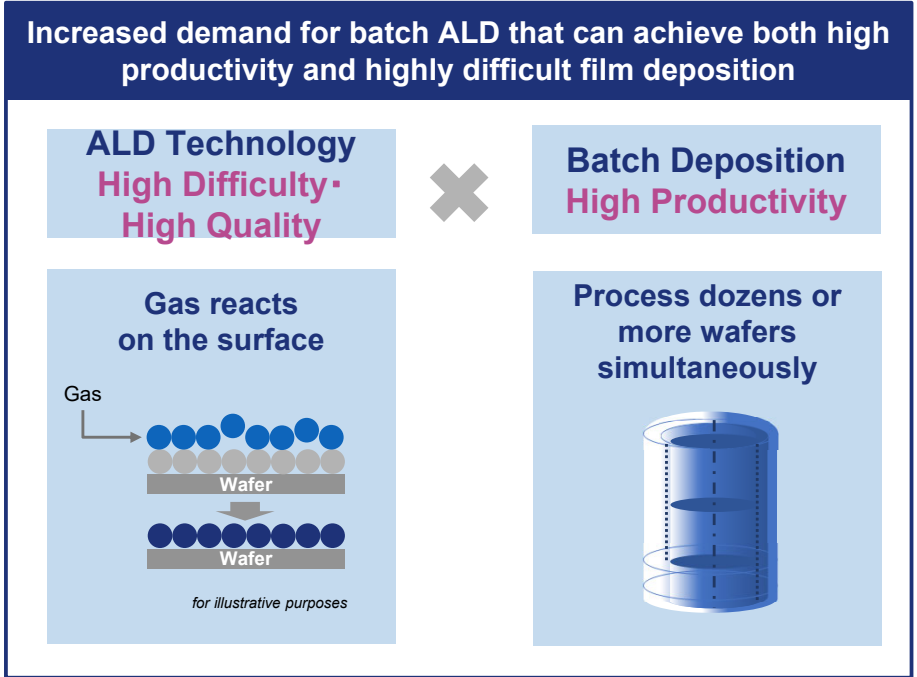 Increased demand for batch ALD that can achieve both high
productivity and highly difficult film deposition
ALD Technology
High Difficulty・
High Quality
Batch Deposition
High Productivity
Gas reacts
on the surface
Gas
Wafer
Wafer
for illustrative purposes
Process dozens or
more wafers
simultaneously